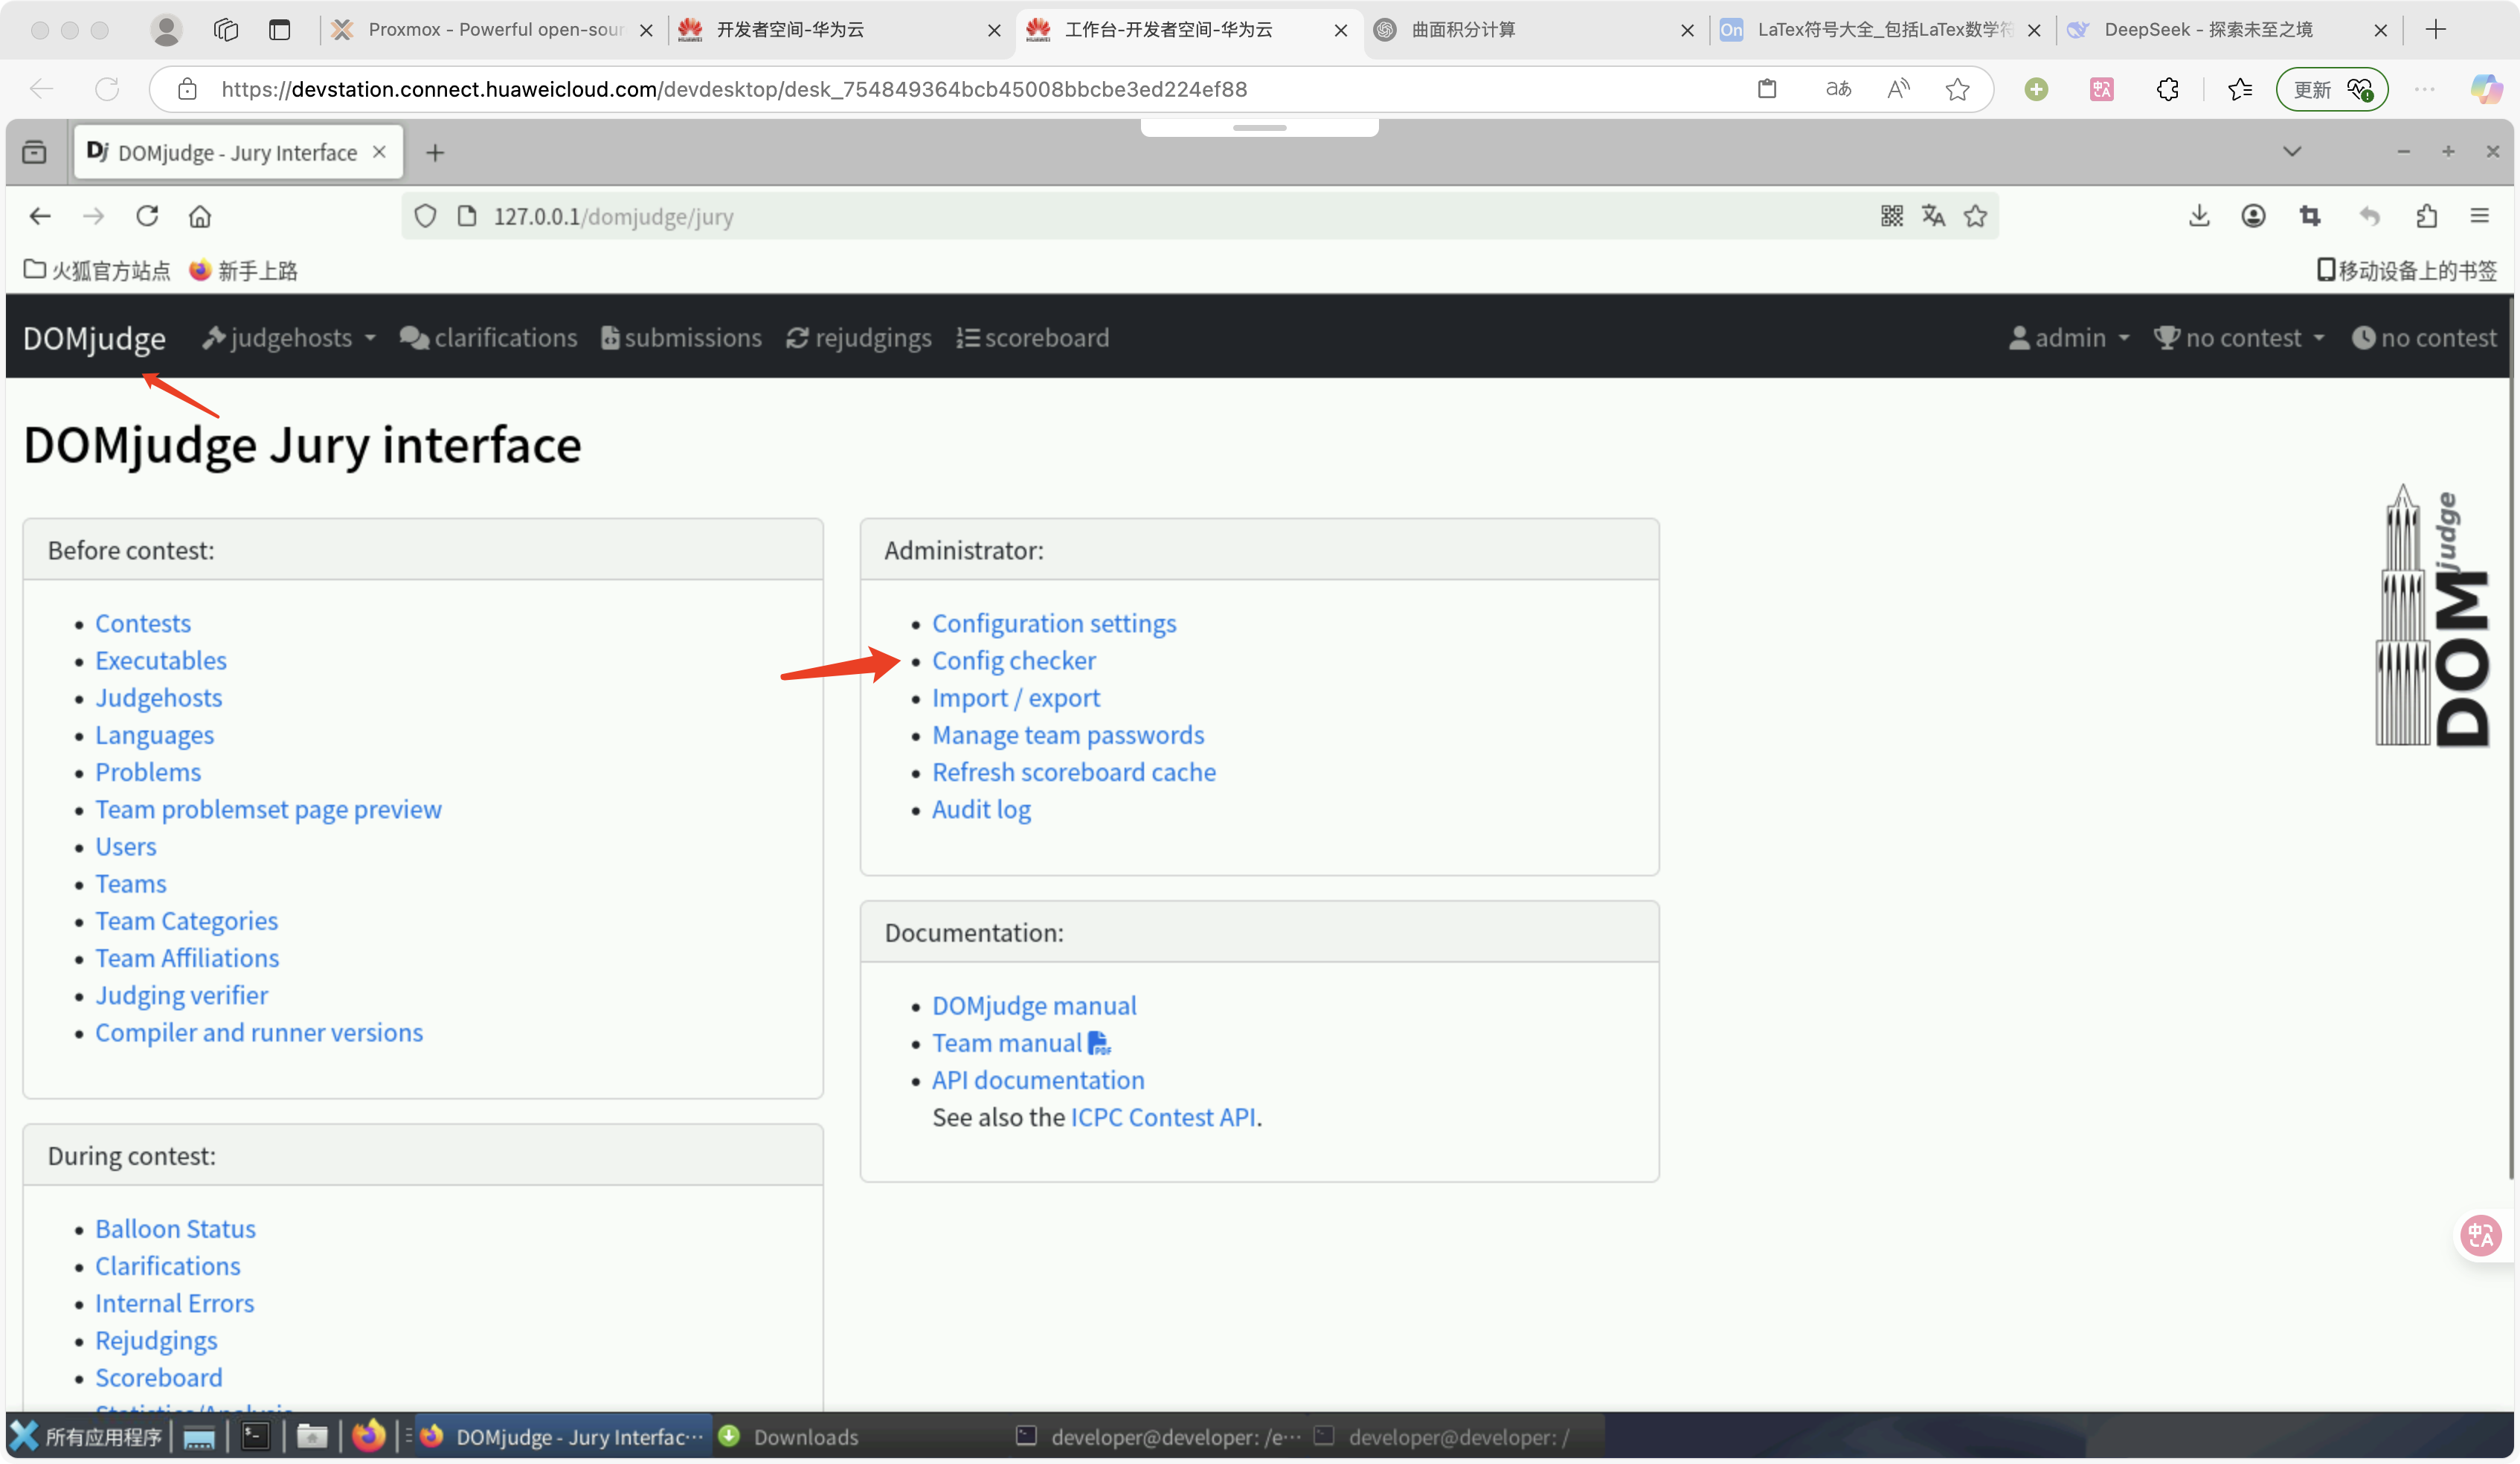 Proxmox - Powerful open-sour
开发者空间-华为云
工作台-开发者空间-华为云
曲面积分计算
On
LaTex符号大全_包括LaTex数学符
DeepSeek - 探索未至之境
https://devstation.connect.huaweicloud.com/devdesktop/desk_754849364bcb45008bbcbe3ed224ef88
更新
Dj DOMjudge - Jury Interface
127.0.0.1/domjudge/jury
火狐官方站点
新手上路
移动设备上的书签
DOMjudge
judgehosts
clarifications
submissions
rejudgings
scoreboard
admin
no contest
no contest
DOMjudge Jury interface
Before contest:
Contests
Executables
Judgehosts
Languages
Problems
Team problemset page preview
Users
Teams
Team Categories
Team Affiliations
Judging verifier
Compiler and runner versions
During contest:
Balloon Status
Clarifications
Internal Errors
Rejudgings
Scoreboard
Statistics/Analysis
Administrator:
Configuration settings
Config checker
Import / export
Manage team passwords
Refresh scoreboard cache
Audit log
Documentation:
DOMjudge manual
Team manual PDF
API documentation
See also the ICPC Contest API.
DOMjudge
所有应用程序
DOMjudge - Jury Interfac···
Downloads
developer@developer: /e···
developer@developer: /